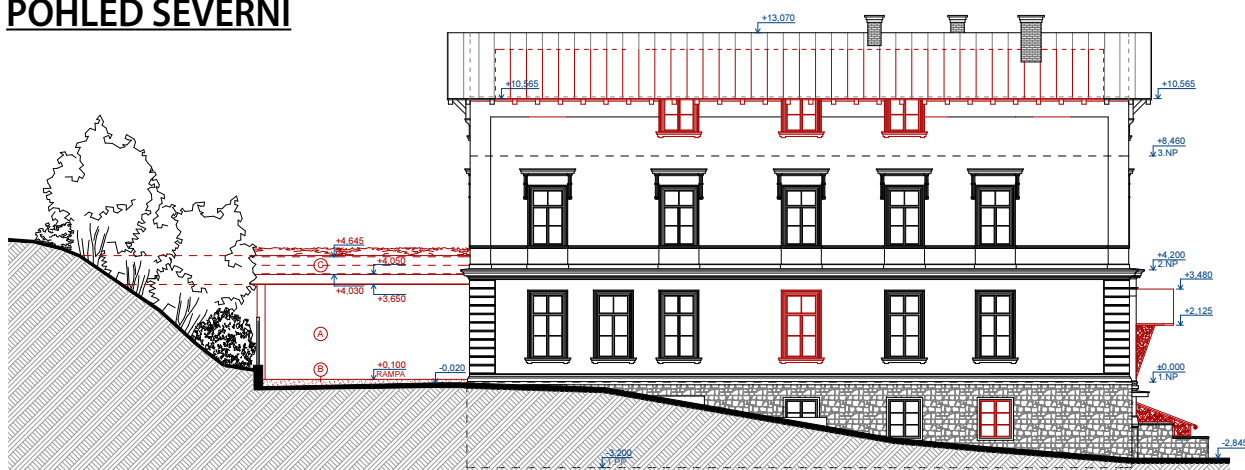 POHLED SEVERNÍ
+13,070
+10,565
+10,565
+8,460
3.NP
+4,645
C
+4,050
+4,200
2.NP
+3,480
+4,030
+3,650
+2,125
A
B
+0,100
RAMPA
-0,020
±0,000
1.NP
-3,200
1.PP
-2,845